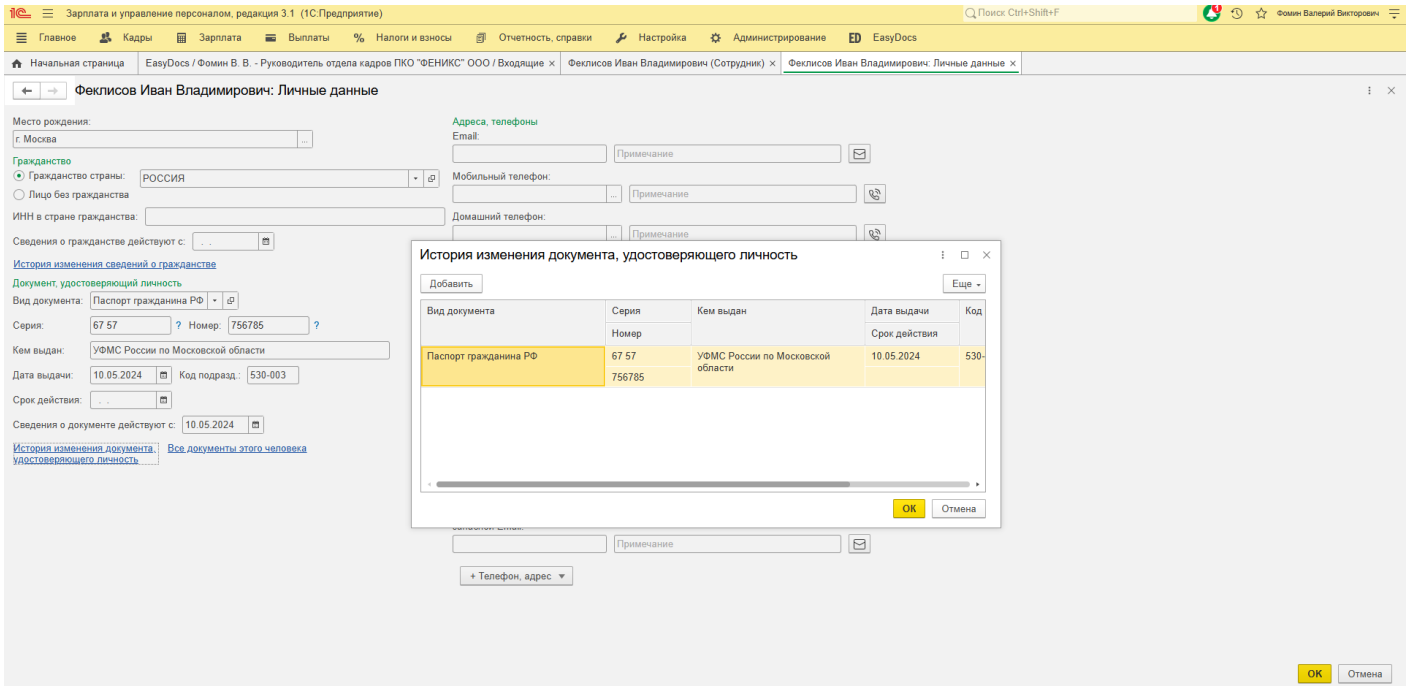 1С Зарплата и управление персоналом, редакция 3.1 (1С:Предприятие) Поиск Ctrl+Shift+F Фомин Валерий Викторович
Главное Кадры Зарплата Выплаты % Налоги и взносы Отчетность, справки Настройка Администрирование ED EasyDocs
Начальная страница EasyDocs / Фомин В. В. - Руководитель отдела кадров ПКО "ФЕНИКС" ООО / Входящие × Феклисов Иван Владимирович (Сотрудник) × Феклисов Иван Владимирович: Личные данные ×
Феклисов Иван Владимирович: Личные данные
Место рождения:
г. Москва ...
Гражданство
Гражданство страны: РОССИЯ
Лицо без гражданства
ИНН в стране гражданства:
Сведения о гражданстве действуют с: . .
История изменения сведений о гражданстве
Документ, удостоверяющий личность
Вид документа: Паспорт гражданина РФ
Серия: 67 57 ? Номер: 756785 ?
Кем выдан: УФМС России по Московской области
Дата выдачи: 10.05.2024 Код подразд.: 530-003
Срок действия: . .
Сведения о документе действуют с: 10.05.2024
История изменения документа, Все документы этого человека
удостоверяющего личность
Адреса, телефоны
Email:
Примечание
Мобильный телефон:
... Примечание
Домашний телефон:
... Примечание
История изменения документа, удостоверяющего личность
Добавить Еще
Вид документа Серия Кем выдан Дата выдачи Код
Номер Срок действия
Паспорт гражданина РФ 67 57 УФМС России по Московской 10.05.2024 530-
области
756785
ОК Отмена
Email:
Примечание
+ Телефон, адрес
ОК Отмена